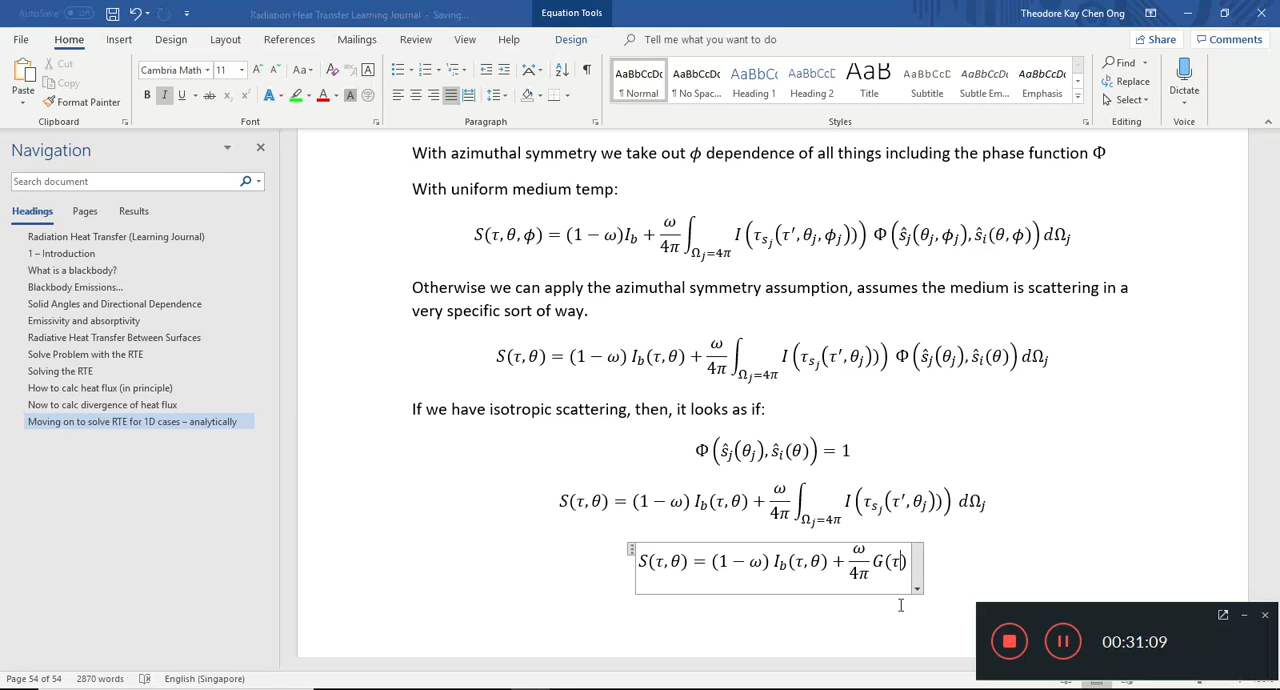 AutoSave Off Radiation Heat Transfer Learning Journal - Saving... Equation Tools Theodore Kay Chen Ong
File Home Insert Design Layout References Mailings Review View Help Design Tell me what you want to do Share Comments
Paste Cut Copy Format Painter
Clipboard
Cambria Math 11
Font
Paragraph
AaBbCcDc AaBbCcDc AaBbCc AaBbCcD AaB AaBbCcD AaBbCcDc AaBbCcDc
¶ Normal ¶ No Spac... Heading 1 Heading 2 Title Subtitle Subtle Em... Emphasis
Styles
Find
Replace
Select
Editing
Dictate
Voice
Navigation
Search document
Headings Pages Results
Radiation Heat Transfer (Learning Journal)
1 – Introduction
What is a blackbody?
Blackbody Emissions...
Solid Angles and Directional Dependence
Emissivity and absorptivity
Radiative Heat Transfer Between Surfaces
Solve Problem with the RTE
Solving the RTE
How to calc heat flux (in principle)
Now to calc divergence of heat flux
Moving on to solve RTE for 1D cases – analytically
With azimuthal symmetry we take out ϕ dependence of all things including the phase function Φ
With uniform medium temp:
S(τ, θ, ϕ) = (1 − ω)I_b + ω/4π ∫_{Ω_j=4π} I (τ_{s_j}(τ′, θ_j, ϕ_j))) Φ (ŝ_j(θ_j, ϕ_j), ŝ_i(θ, ϕ)) dΩ_j
Otherwise we can apply the azimuthal symmetry assumption, assumes the medium is scattering in a
very specific sort of way.
S(τ, θ) = (1 − ω) I_b(τ, θ) + ω/4π ∫_{Ω_j=4π} I (τ_{s_j}(τ′, θ_j))) Φ (ŝ_j(θ_j), ŝ_i(θ)) dΩ_j
If we have isotropic scattering, then, it looks as if:
Φ (ŝ_j(θ_j), ŝ_i(θ)) = 1
S(τ, θ) = (1 − ω) I_b(τ, θ) + ω/4π ∫_{Ω_j=4π} I (τ_{s_j}(τ′, θ_j))) dΩ_j
S(τ, θ) = (1 − ω) I_b(τ, θ) + ω/4π G(τ)
00:31:09
Page 54 of 54 2870 words English (Singapore)